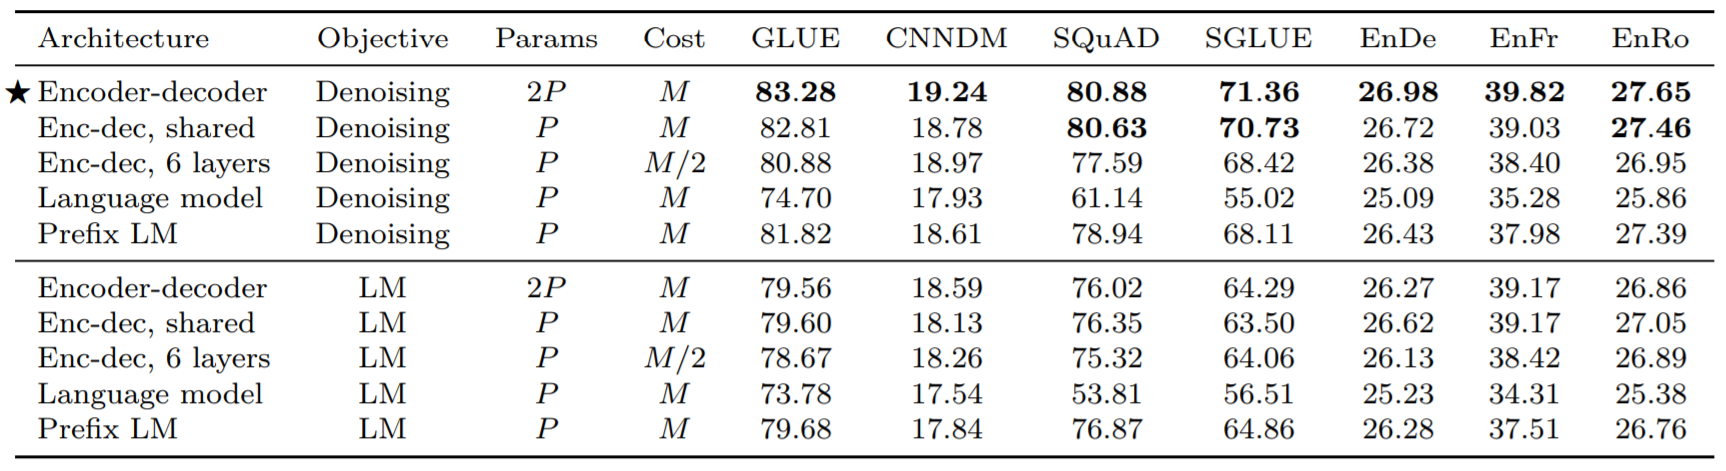 Architecture Objective Params Cost GLUE CNNDM SQuAD SGLUE EnDe EnFr EnRo
★ Encoder-decoder Denoising 2P M 83.28 19.24 80.88 71.36 26.98 39.82 27.65
Enc-dec, shared Denoising P M 82.81 18.78 80.63 70.73 26.72 39.03 27.46
Enc-dec, 6 layers Denoising P M/2 80.88 18.97 77.59 68.42 26.38 38.40 26.95
Language model Denoising P M 74.70 17.93 61.14 55.02 25.09 35.28 25.86
Prefix LM Denoising P M 81.82 18.61 78.94 68.11 26.43 37.98 27.39
Encoder-decoder LM 2P M 79.56 18.59 76.02 64.29 26.27 39.17 26.86
Enc-dec, shared LM P M 79.60 18.13 76.35 63.50 26.62 39.17 27.05
Enc-dec, 6 layers LM P M/2 78.67 18.26 75.32 64.06 26.13 38.42 26.89
Language model LM P M 73.78 17.54 53.81 56.51 25.23 34.31 25.38
Prefix LM LM P M 79.68 17.84 76.87 64.86 26.28 37.51 26.76